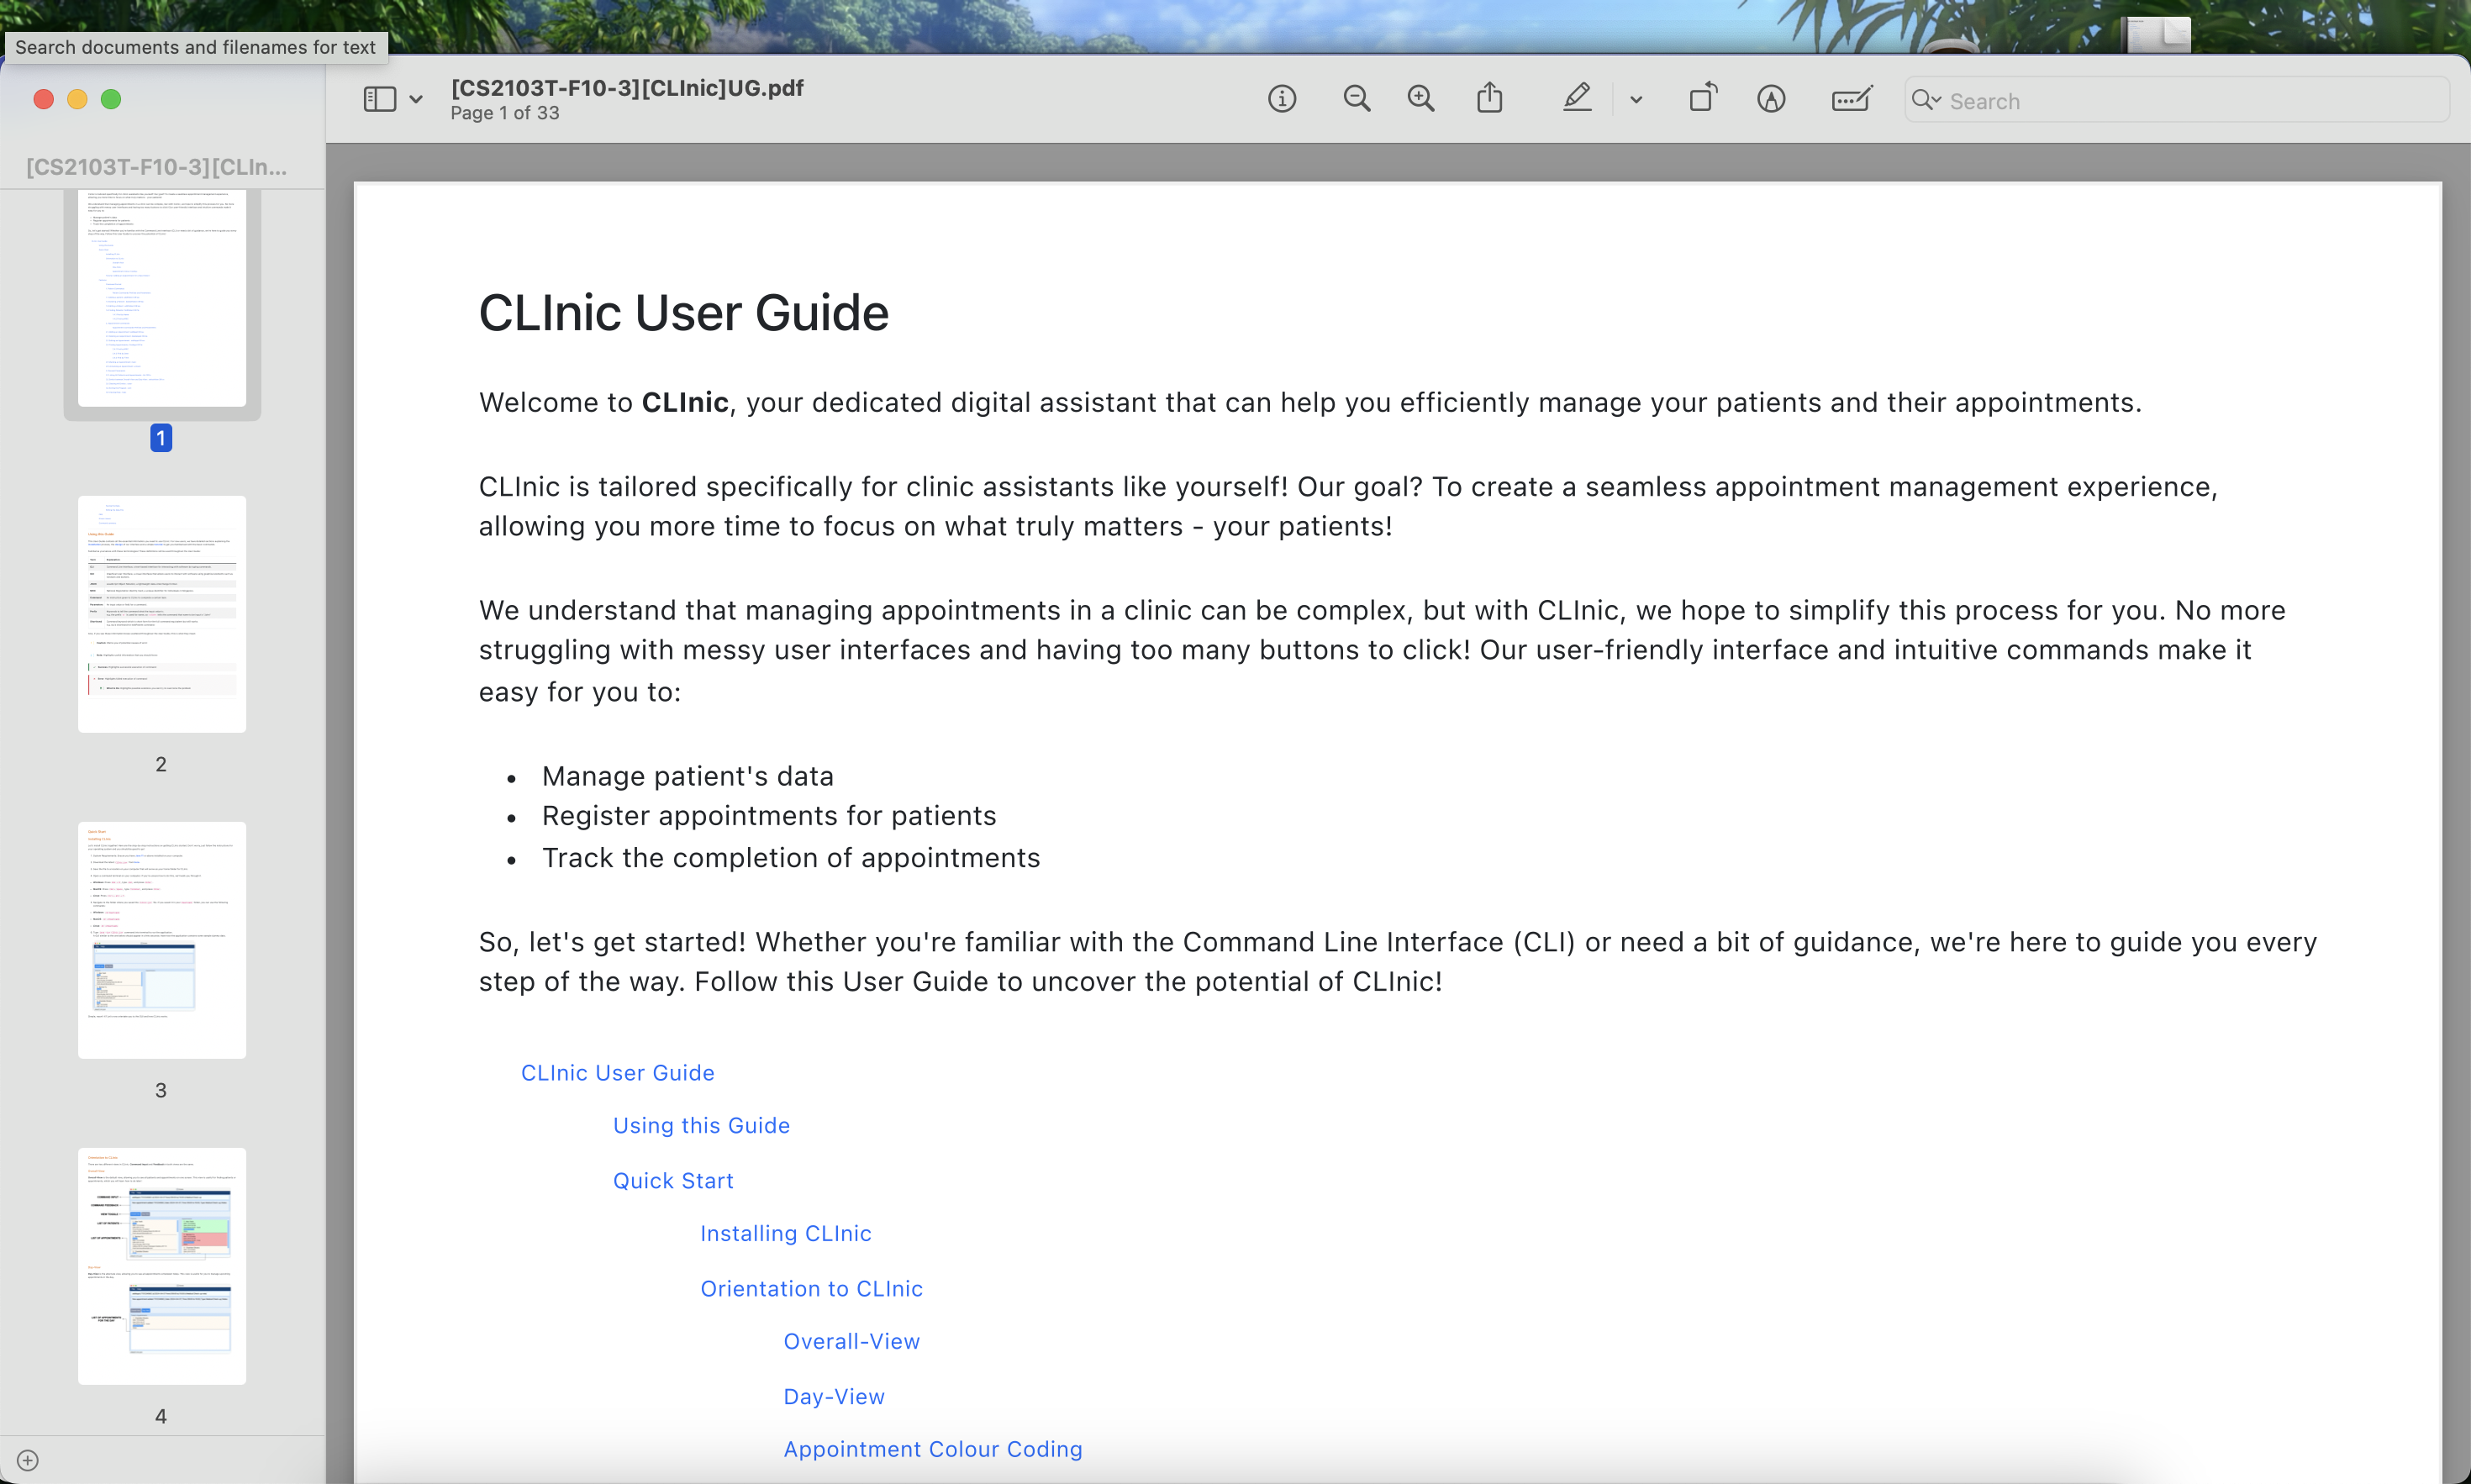 Search documents and filenames for text
[CS2103T-F10-3][CLInic]UG.pdf
Page 1 of 33
Search
[CS2103T-F10-3][CLIn...
1
2
3
4
CLInic User Guide
Welcome to CLInic, your dedicated digital assistant that can help you efficiently manage your patients and their appointments.
CLInic is tailored specifically for clinic assistants like yourself! Our goal? To create a seamless appointment management experience,
allowing you more time to focus on what truly matters - your patients!
We understand that managing appointments in a clinic can be complex, but with CLInic, we hope to simplify this process for you. No more
struggling with messy user interfaces and having too many buttons to click! Our user-friendly interface and intuitive commands make it
easy for you to:
• Manage patient's data
• Register appointments for patients
• Track the completion of appointments
So, let's get started! Whether you're familiar with the Command Line Interface (CLI) or need a bit of guidance, we're here to guide you every
step of the way. Follow this User Guide to uncover the potential of CLInic!
CLInic User Guide
Using this Guide
Quick Start
Installing CLInic
Orientation to CLInic
Overall-View
Day-View
Appointment Colour Coding